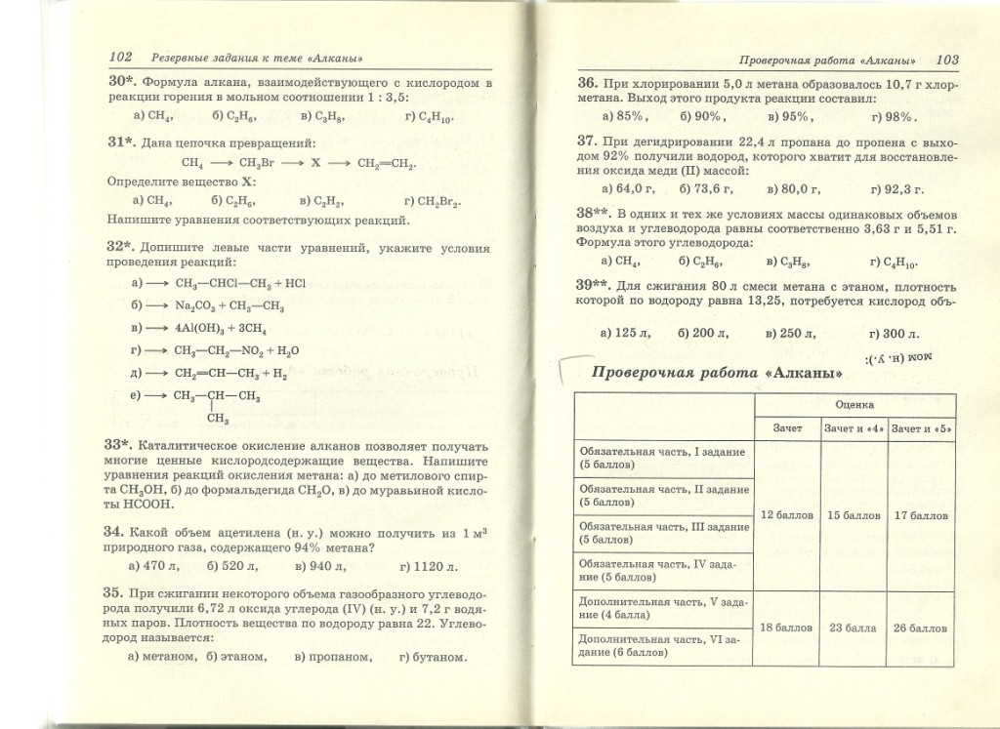 102 Резервные задания к теме «Алканы»
30*. Формула алкана, взаимодействующего с кислородом в
реакции горения в мольном соотношении 1 : 3,5:
а) CH₄, б) C₂H₆, в) C₃H₈, г) C₄H₁₀.
31*. Дана цепочка превращений:
CH₄ ⟶ CH₃Br ⟶ X ⟶ CH₂=CH₂.
Определите вещество X:
а) CH₄, б) C₂H₆, в) C₂H₂, г) CH₂Br₂.
Напишите уравнения соответствующих реакций.
32*. Допишите левые части уравнений, укажите условия
проведения реакций:
а) ⟶ CH₃—CHCl—CH₃ + HCl
б) ⟶ Na₂CO₃ + CH₃—CH₃
в) ⟶ 4Al(OH)₃ + 3CH₄
г) ⟶ CH₃—CH₂—NO₂ + H₂O
д) ⟶ CH₂=CH—CH₃ + H₂
е) ⟶ CH₃—CH—CH₃
CH₃
33*. Каталитическое окисление алканов позволяет получать
многие ценные кислородсодержащие вещества. Напишите
уравнения реакций окисления метана: а) до метилового спир-
та CH₃OH, б) до формальдегида CH₂O, в) до муравьиной кисло-
ты HCOOH.
34. Какой объем ацетилена (н. у.) можно получить из 1 м³
природного газа, содержащего 94% метана?
а) 470 л, б) 520 л, в) 940 л, г) 1120 л.
35. При сжигании некоторого объема газообразного углеводо-
рода получили 6,72 л оксида углерода (IV) (н. у.) и 7,2 г водя-
ных паров. Плотность вещества по водороду равна 22. Углево-
дород называется:
а) метаном, б) этаном, в) пропаном, г) бутаном.
Проверочная работа «Алканы» 103
36. При хлорировании 5,0 л метана образовалось 10,7 г хлор-
метана. Выход этого продукта реакции составил:
а) 85%, б) 90%, в) 95%, г) 98%.
37. При дегидрировании 22,4 л пропана до пропена с выхо-
дом 92% получили водород, которого хватит для восстановле-
ния оксида меди (II) массой:
а) 64,0 г, б) 73,6 г, в) 80,0 г, г) 92,3 г.
38**. В одних и тех же условиях массы одинаковых объемов
воздуха и углеводорода равны соответственно 3,63 г и 5,51 г.
Формула этого углеводорода:
а) CH₄, б) C₂H₆, в) C₃H₈, г) C₄H₁₀.
39**. Для сжигания 80 л смеси метана с этаном, плотность
которой по водороду равна 13,25, потребуется кислород объ-
а) 125 л, б) 200 л, в) 250 л, г) 300 л.
мом (н. у.):
Проверочная работа «Алканы»
Оценка
Зачет Зачет и «4» Зачет и «5»
Обязательная часть, I задание
(5 баллов)
Обязательная часть, II задание
(5 баллов)
12 баллов 15 баллов 17 баллов
Обязательная часть, III задание
(5 баллов)
Обязательная часть, IV зада-
ние (5 баллов)
Дополнительная часть, V зада-
ние (4 балла)
18 баллов 23 балла 26 баллов
Дополнительная часть, VI за-
дание (6 баллов)